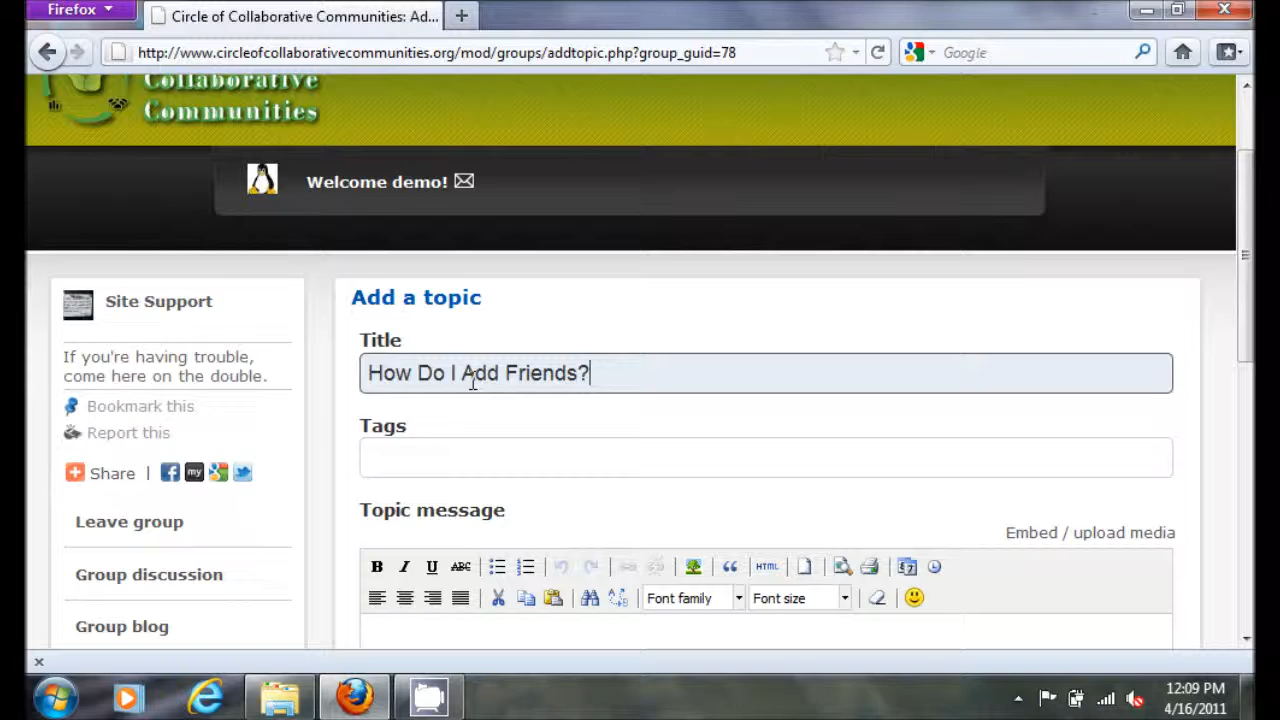 Firefox
Circle of Collaborative Communities: Ad...
http://www.circleofcollaborativecommunities.org/mod/groups/addtopic.php?group_guid=78
Google
Collaborative
Communities
Welcome demo!
Site Support
If you're having trouble,
come here on the double.
Bookmark this
Report this
Share |
my
Leave group
Group discussion
Group blog
Add a topic
Title
How Do I Add Friends?
Tags
Topic message
Embed / upload media
B I U ABC
HTML
Font family
Font size
12:09 PM
4/16/2011